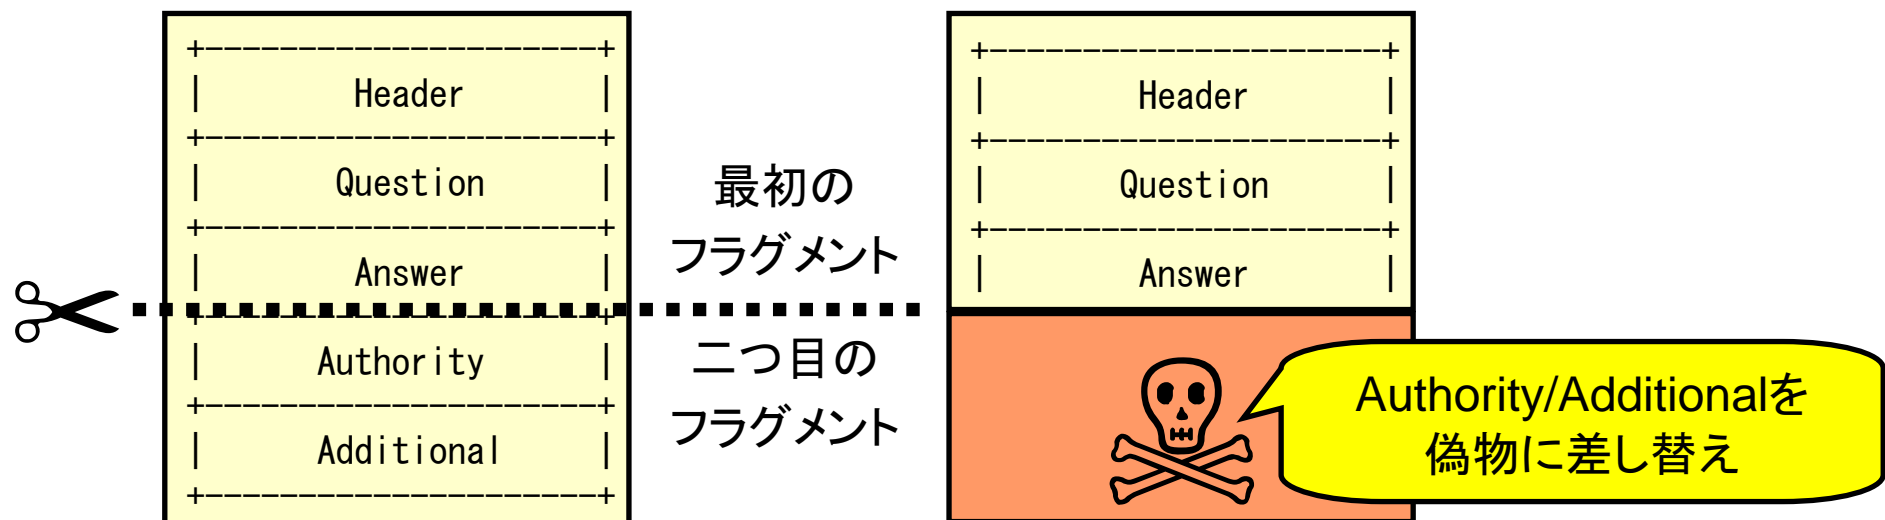 +---------------------+
|        Header       |
+---------------------+
|       Question      |
+---------------------+
|        Answer       |
+---------------------+
|      Authority      |
+---------------------+
|      Additional     |
+---------------------+
最初の
フラグメント
二つ目の
フラグメント
+---------------------+
|        Header       |
+---------------------+
|       Question      |
+---------------------+
|        Answer       |
Authority/Additionalを
偽物に差し替え